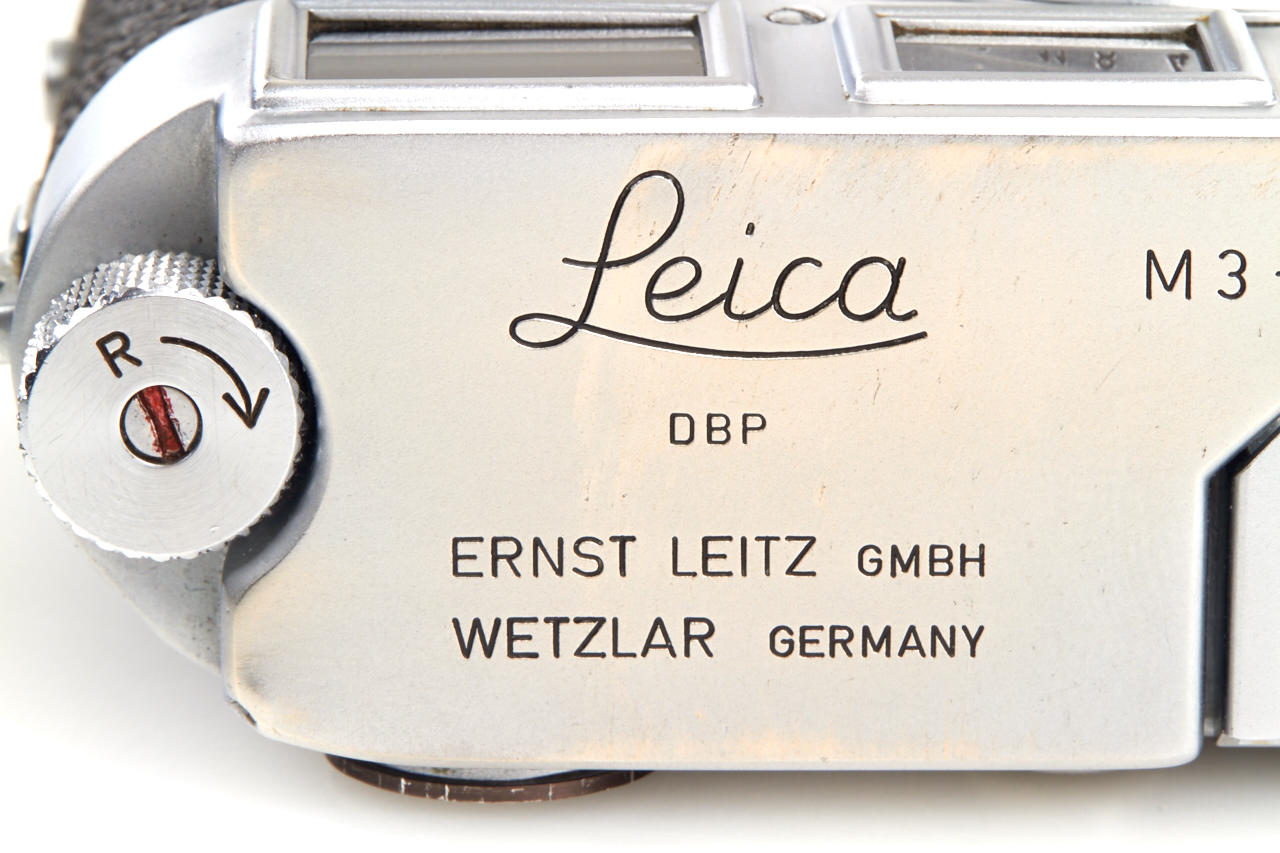 Leica
M3
R
DBP
ERNST LEITZ GMBH
WETZLAR GERMANY